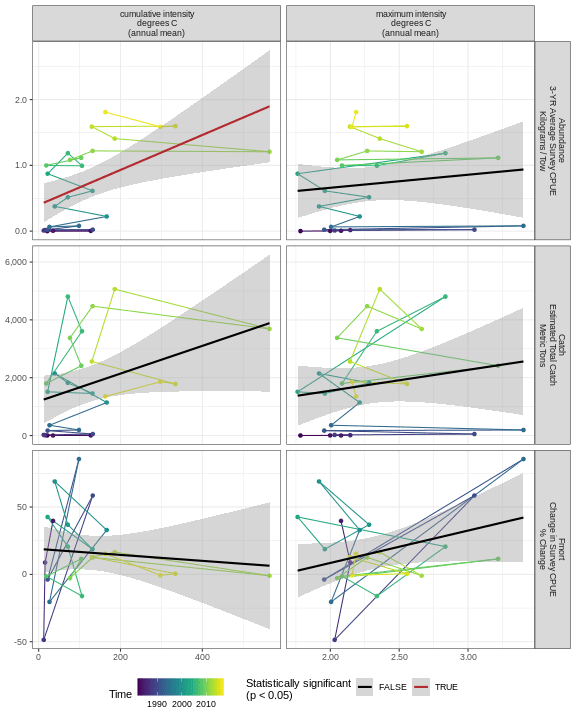 cumulative intensity
degrees C
(annual mean)
maximum intensity
degrees C
(annual mean)
2.0
1.0
0.0
Abundance
3-YR Average Survey CPUE
Kilograms / Tow
6,000
4,000
2,000
0
Catch
Estimated Total Catch
Metric Tons
50
0
-50
Fmort
Change in Survey CPUE
% Change
0 200 400
2.00 2.50 3.00
Time
1990 2000 2010
Statistically significant
(p < 0.05)
FALSE TRUE